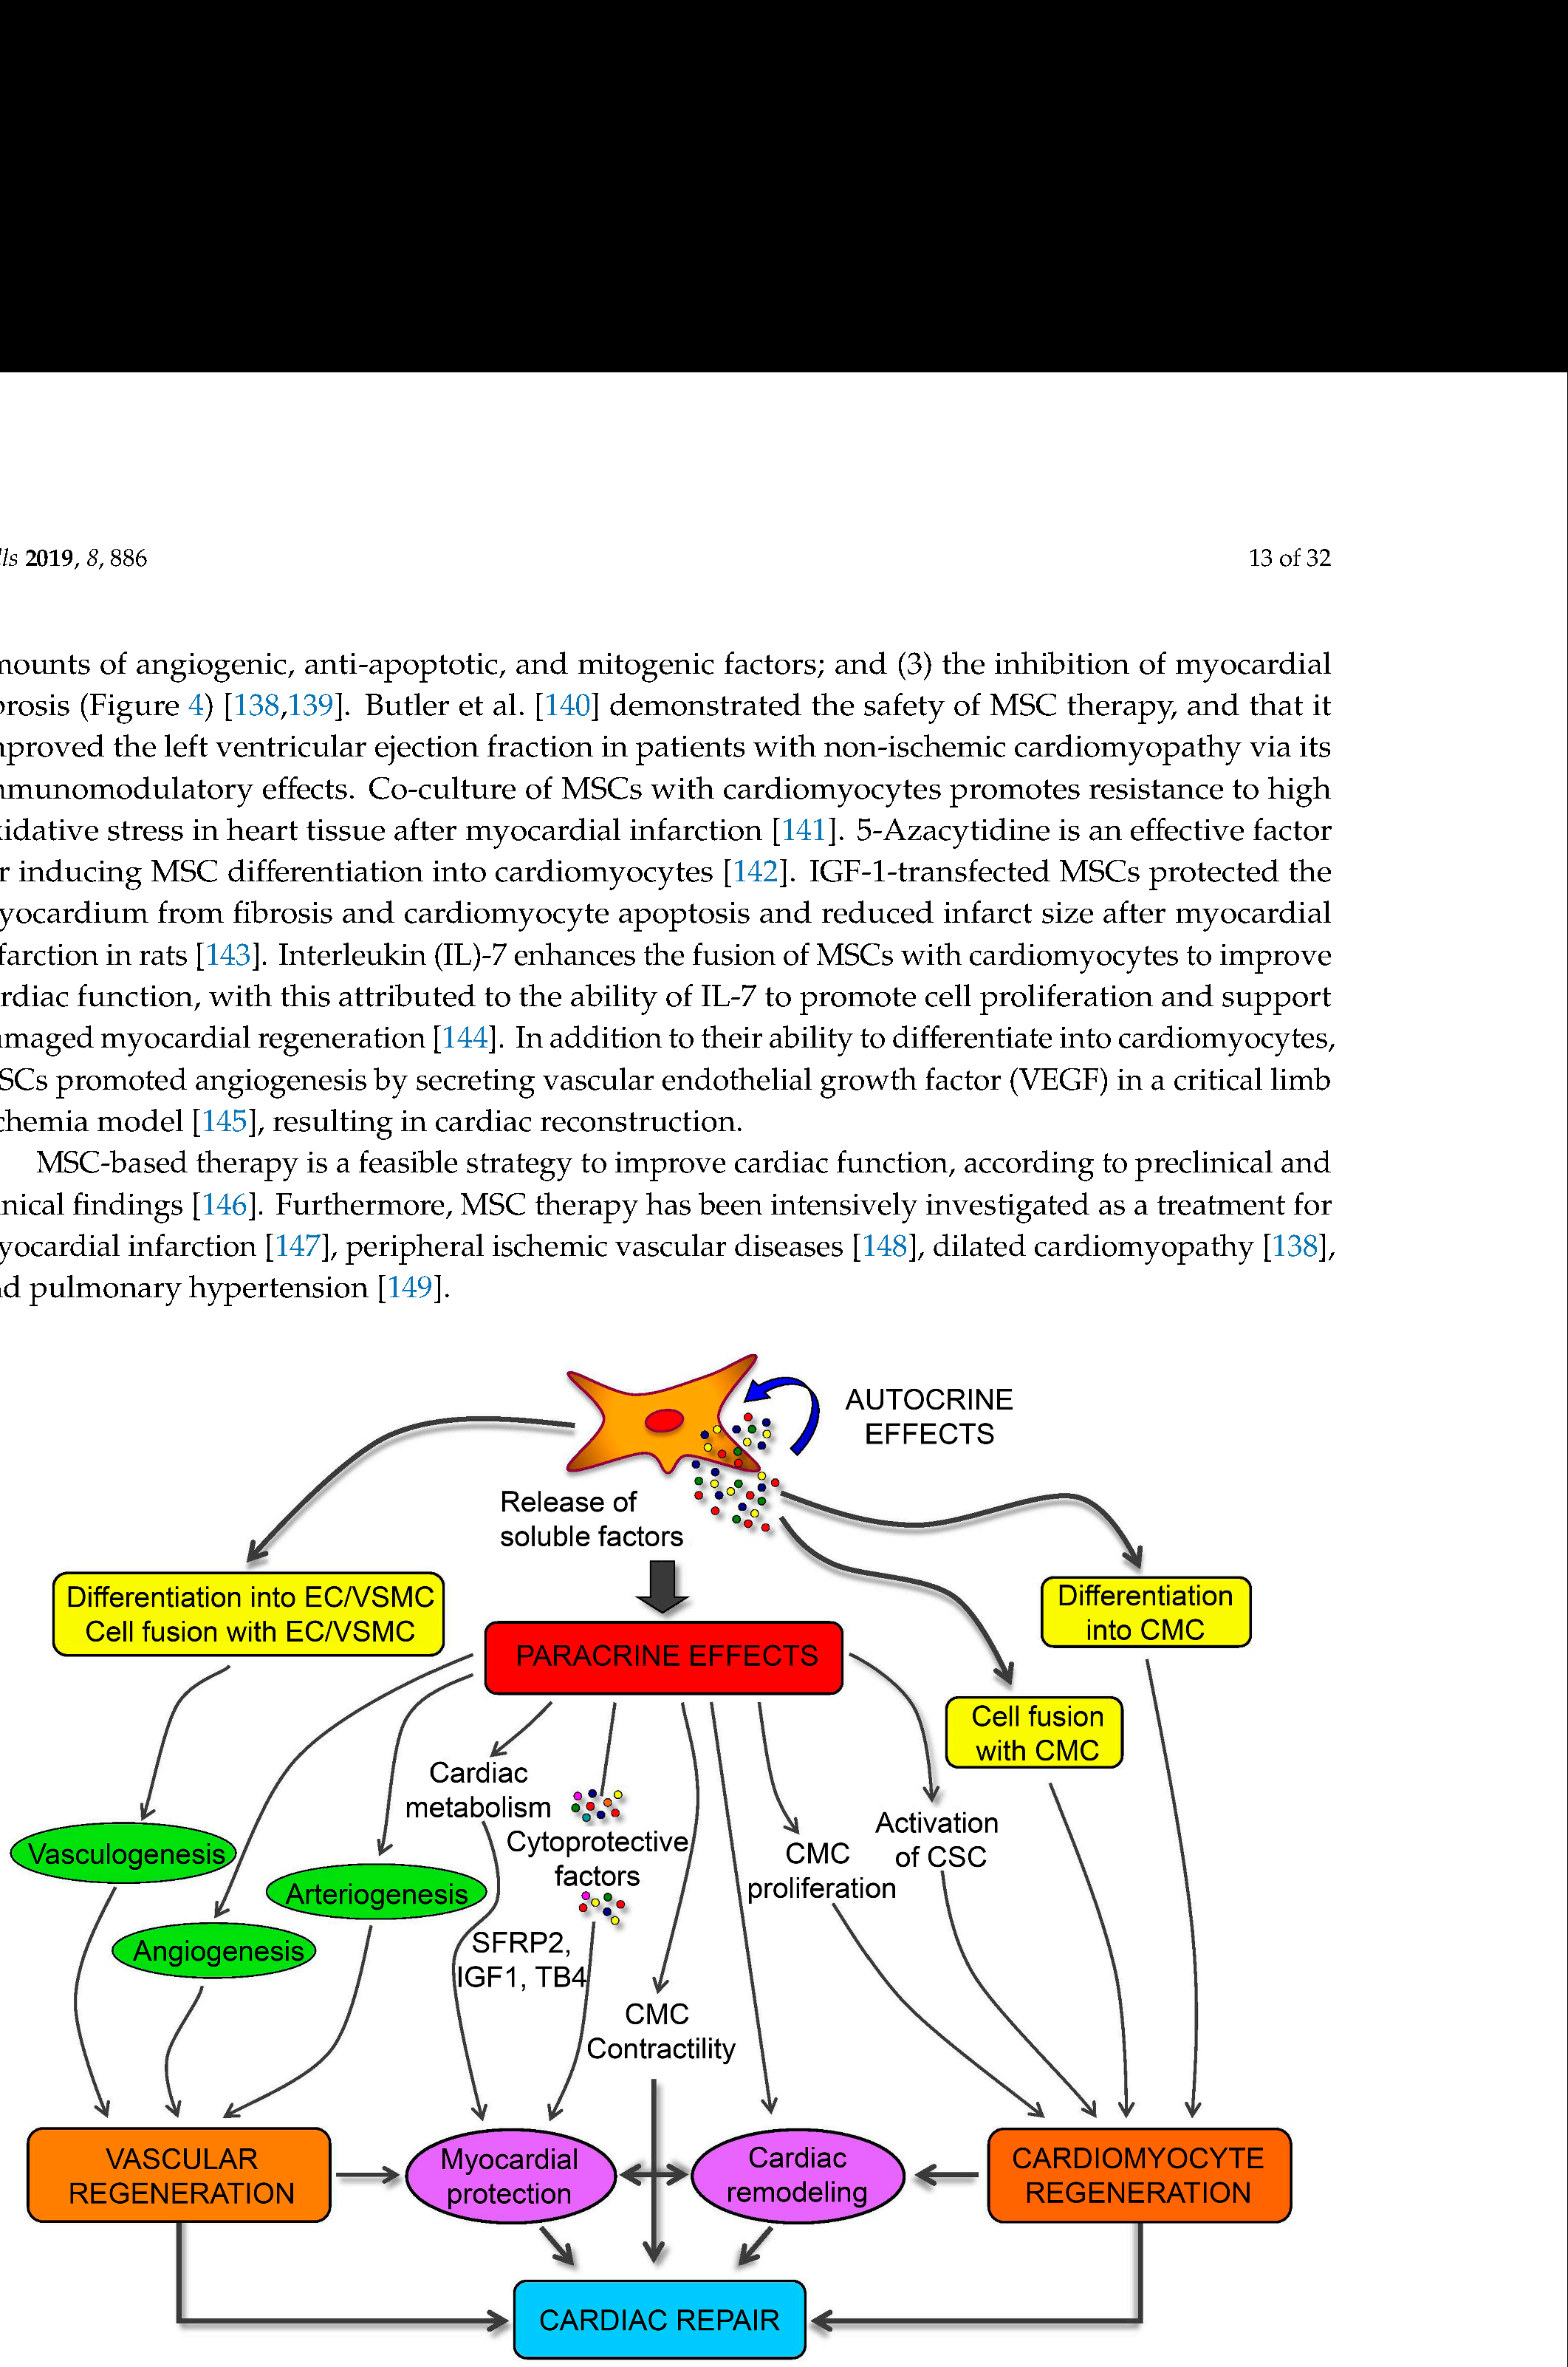 lls 2019, 8, 886
13 of 32
mounts of angiogenic, anti-apoptotic, and mitogenic factors; and (3) the inhibition of myocardial
brosis (Figure 4) [138,139]. Butler et al. [140] demonstrated the safety of MSC therapy, and that it
nproved the left ventricular ejection fraction in patients with non-ischemic cardiomyopathy via its
nmunomodulatory effects. Co-culture of MSCs with cardiomyocytes promotes resistance to high
xidative stress in heart tissue after myocardial infarction [141]. 5-Azacytidine is an effective factor
r inducing MSC differentiation into cardiomyocytes [142]. IGF-1-transfected MSCs protected the
yocardium from fibrosis and cardiomyocyte apoptosis and reduced infarct size after myocardial
farction in rats [143]. Interleukin (IL)-7 enhances the fusion of MSCs with cardiomyocytes to improve
rdiac function, with this attributed to the ability of IL-7 to promote cell proliferation and support
maged myocardial regeneration [144]. In addition to their ability to differentiate into cardiomyocytes,
SCs promoted angiogenesis by secreting vascular endothelial growth factor (VEGF) in a critical limb
chemia model [145], resulting in cardiac reconstruction.
MSC-based therapy is a feasible strategy to improve cardiac function, according to preclinical and
inical findings [146]. Furthermore, MSC therapy has been intensively investigated as a treatment for
yocardial infarction [147], peripheral ischemic vascular diseases [148], dilated cardiomyopathy [138],
d pulmonary hypertension [149].
AUTOCRINE
EFFECTS
Release of
soluble factors
Differentiation into EC/VSMC
Cell fusion with EC/VSMC
PARACRINE EFFECTS
Differentiation
into CMC
Cell fusion
with CMC
Cardiac
metabolism
Cytoprotective
factors
Activation
of CSC
CMC
proliferation
Vasculogenesis
Arteriogenesis
Angiogenesis
SFRP2,
IGF1, TB4
CMC
Contractility
VASCULAR
REGENERATION
Myocardial
protection
Cardiac
remodeling
CARDIOMYOCYTE
REGENERATION
CARDIAC REPAIR